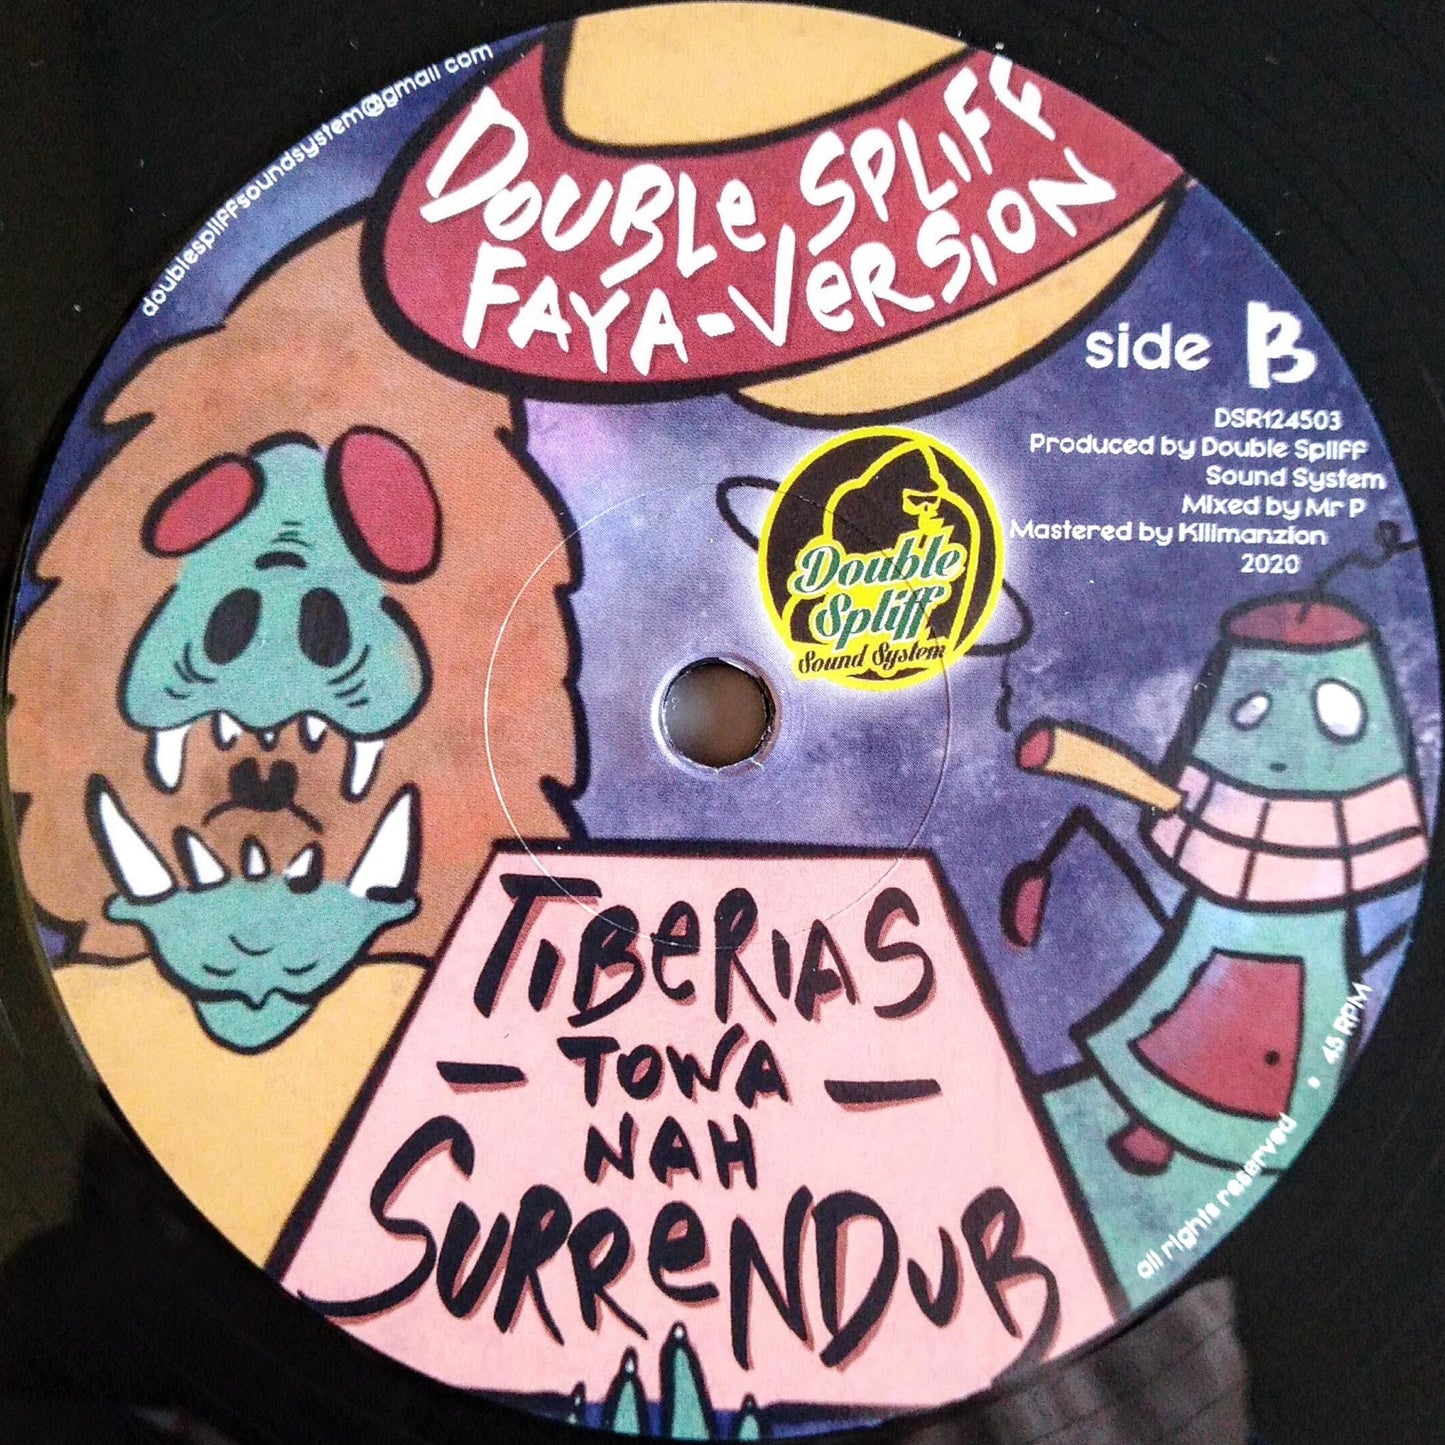 doublespliffsoundsystem@gmail com
DOUBLe SPLIFF
FAYA-VeRSION
side B
DSR124503
Produced by Double Spliff
Sound System
Mixed by Mr P
Mastered by Kilimanzion
2020
Double
Spliff
Sound System
TIBeRIAS
- TOWA -
NAH
SURReNDUB
all rights reserved • 45 RPM